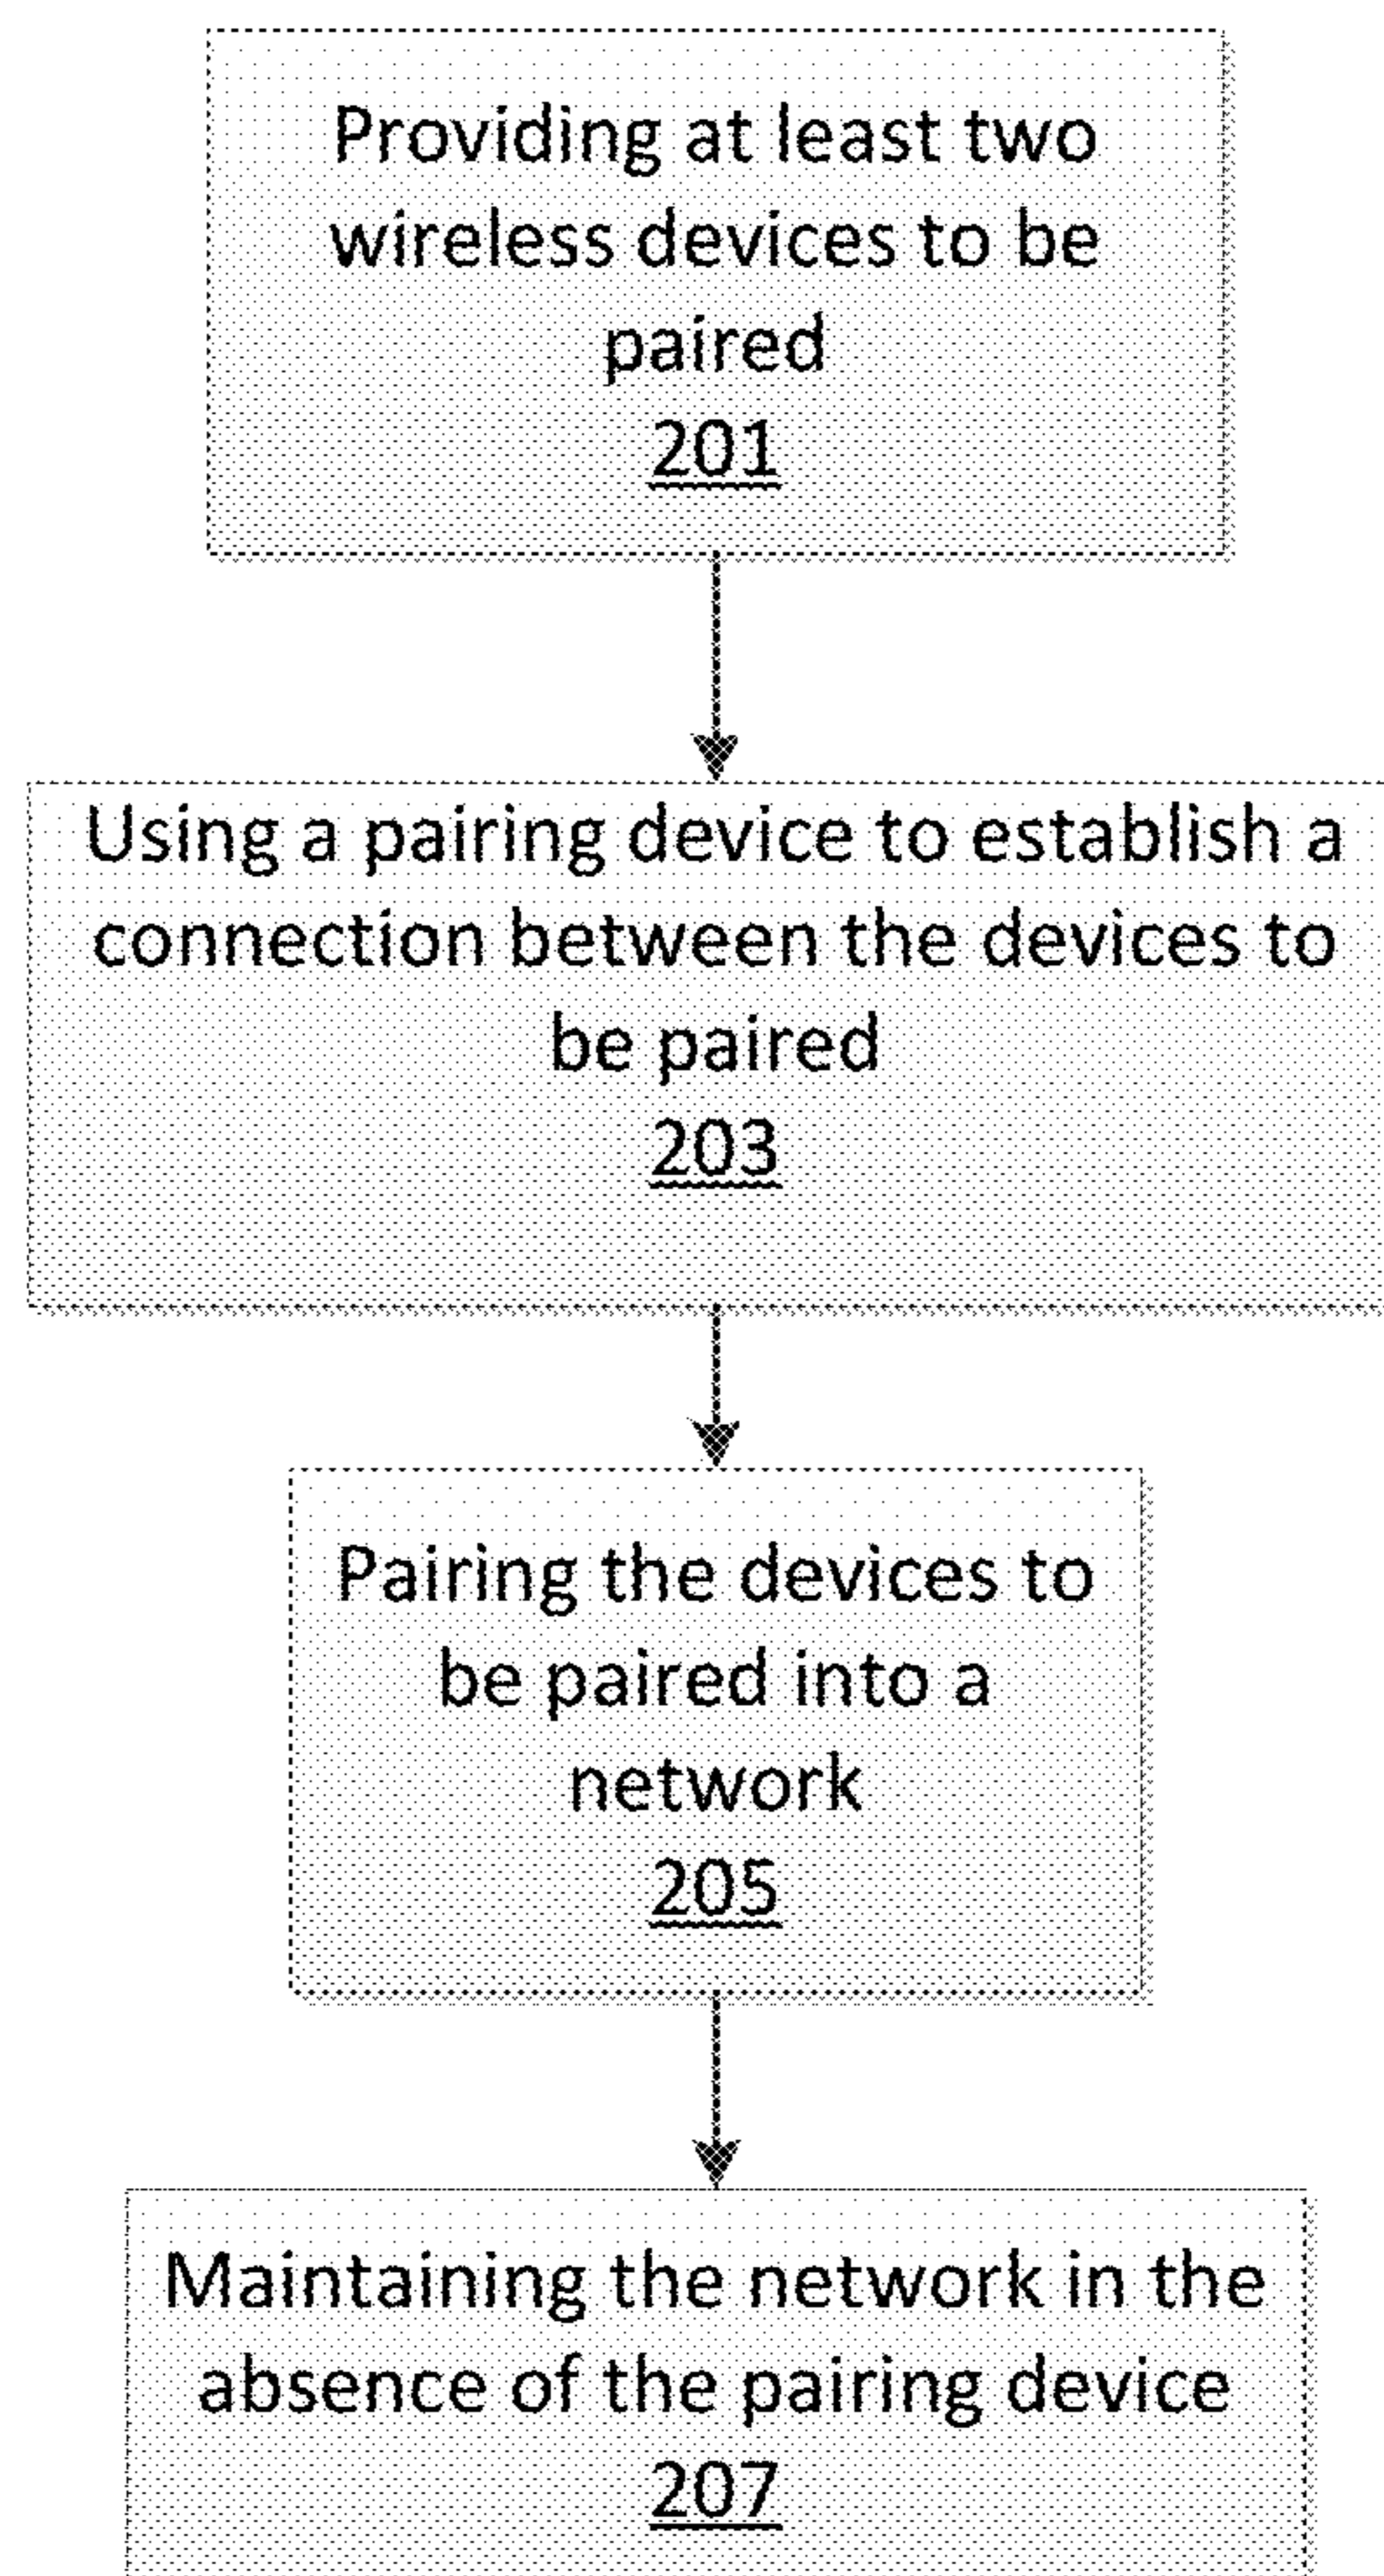 Providing at least two
wireless devices to be
paired
201
Using a pairing device to establish a
connection between the devices to
be paired
203
Pairing the devices to
be paired into a
network
205
Maintaining the network in the
absence of the pairing device
207